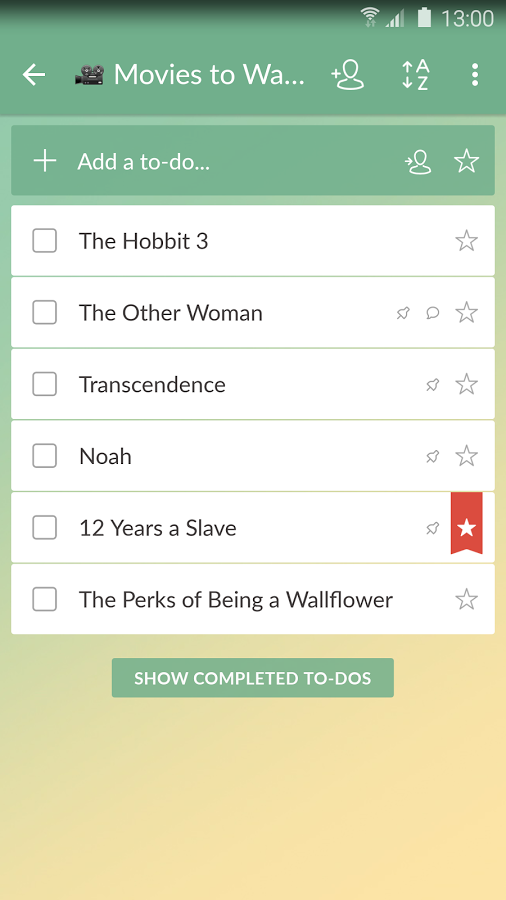 13:00
Movies to Wa...
A
Z
Add a to-do...
The Hobbit 3
The Other Woman
Transcendence
Noah
12 Years a Slave
The Perks of Being a Wallflower
SHOW COMPLETED TO-DOS